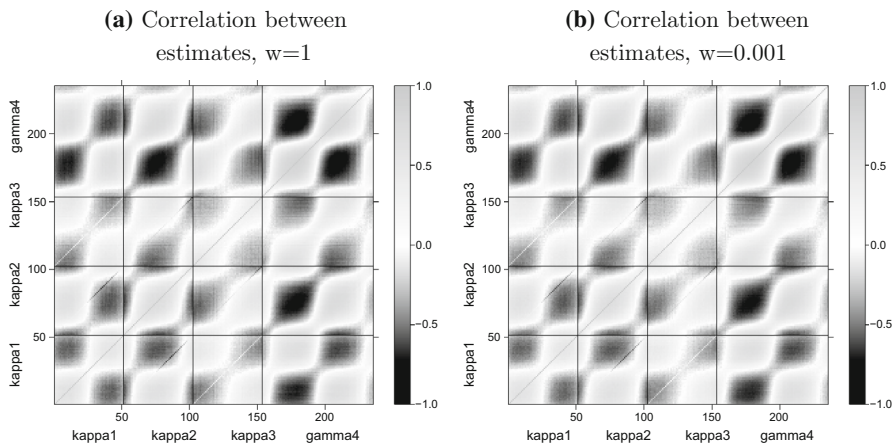 (a) Correlation between
estimates, w=1
(b) Correlation between
estimates, w=0.001
gamma4
kappa3
kappa2
kappa1
200
150
100
50
50 100 150 200
kappa1 kappa2 kappa3 gamma4
1.0
0.5
0.0
−0.5
−1.0
gamma4
kappa3
kappa2
kappa1
200
150
100
50
50 100 150 200
kappa1 kappa2 kappa3 gamma4
1.0
0.5
0.0
−0.5
−1.0